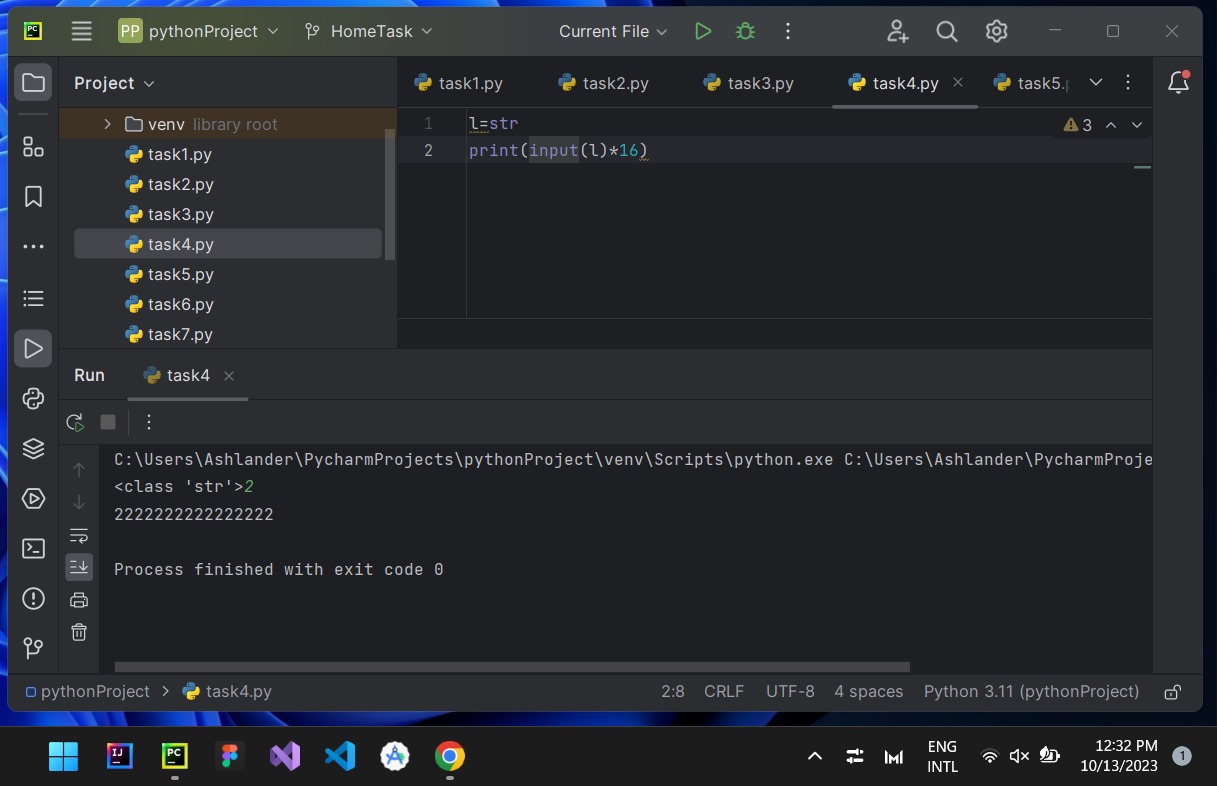 PC PP pythonProject HomeTask Current File
Project
task1.py task2.py task3.py task4.py task5.p
venv library root
task1.py
task2.py
task3.py
task4.py
task5.py
task6.py
task7.py
1 l=str 3
2 print(input(l)*16)
Run task4
C:\Users\Ashlander\PycharmProjects\pythonProject\venv\Scripts\python.exe C:\Users\Ashlander\PycharmProje
<class 'str'>2
2222222222222222
Process finished with exit code 0
pythonProject task4.py 2:8 CRLF UTF-8 4 spaces Python 3.11 (pythonProject)
IJ PC ENG 12:32 PM 1
INTL 10/13/2023